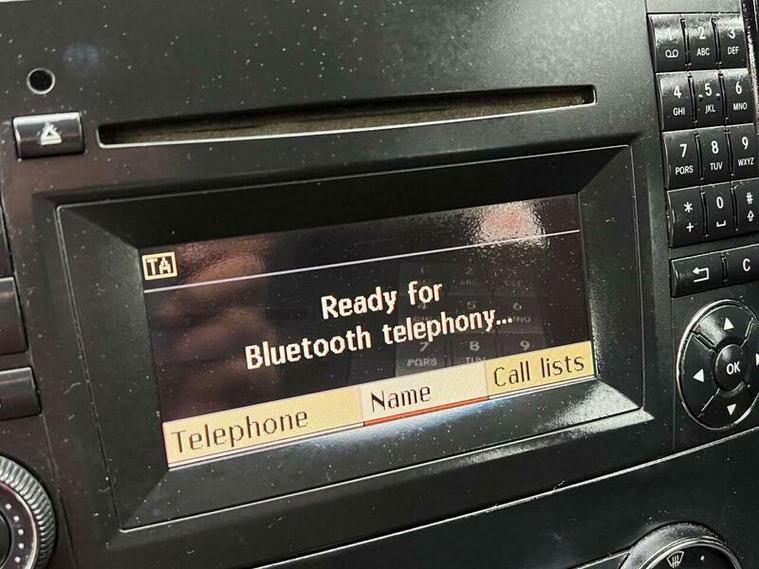 1 2 ABC 3 DEF
4 GHI 5 JKL 6 MNO
7 PQRS 8 TUV 9 WXYZ
* + 0 #
C
OK
TA
Ready for
Bluetooth telephony...
Telephone Name Call lists